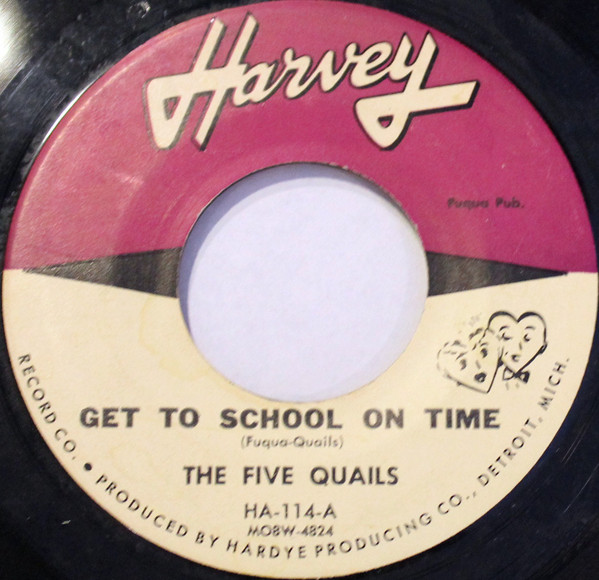 Harvey
Fuqua Pub.
GET TO SCHOOL ON TIME
(Fuqua-Quails)
THE FIVE QUAILS
HA-114-A
MO8W-4824
RECORD CO. • PRODUCED BY HARDYE PRODUCING CO., DETROIT, MICH.